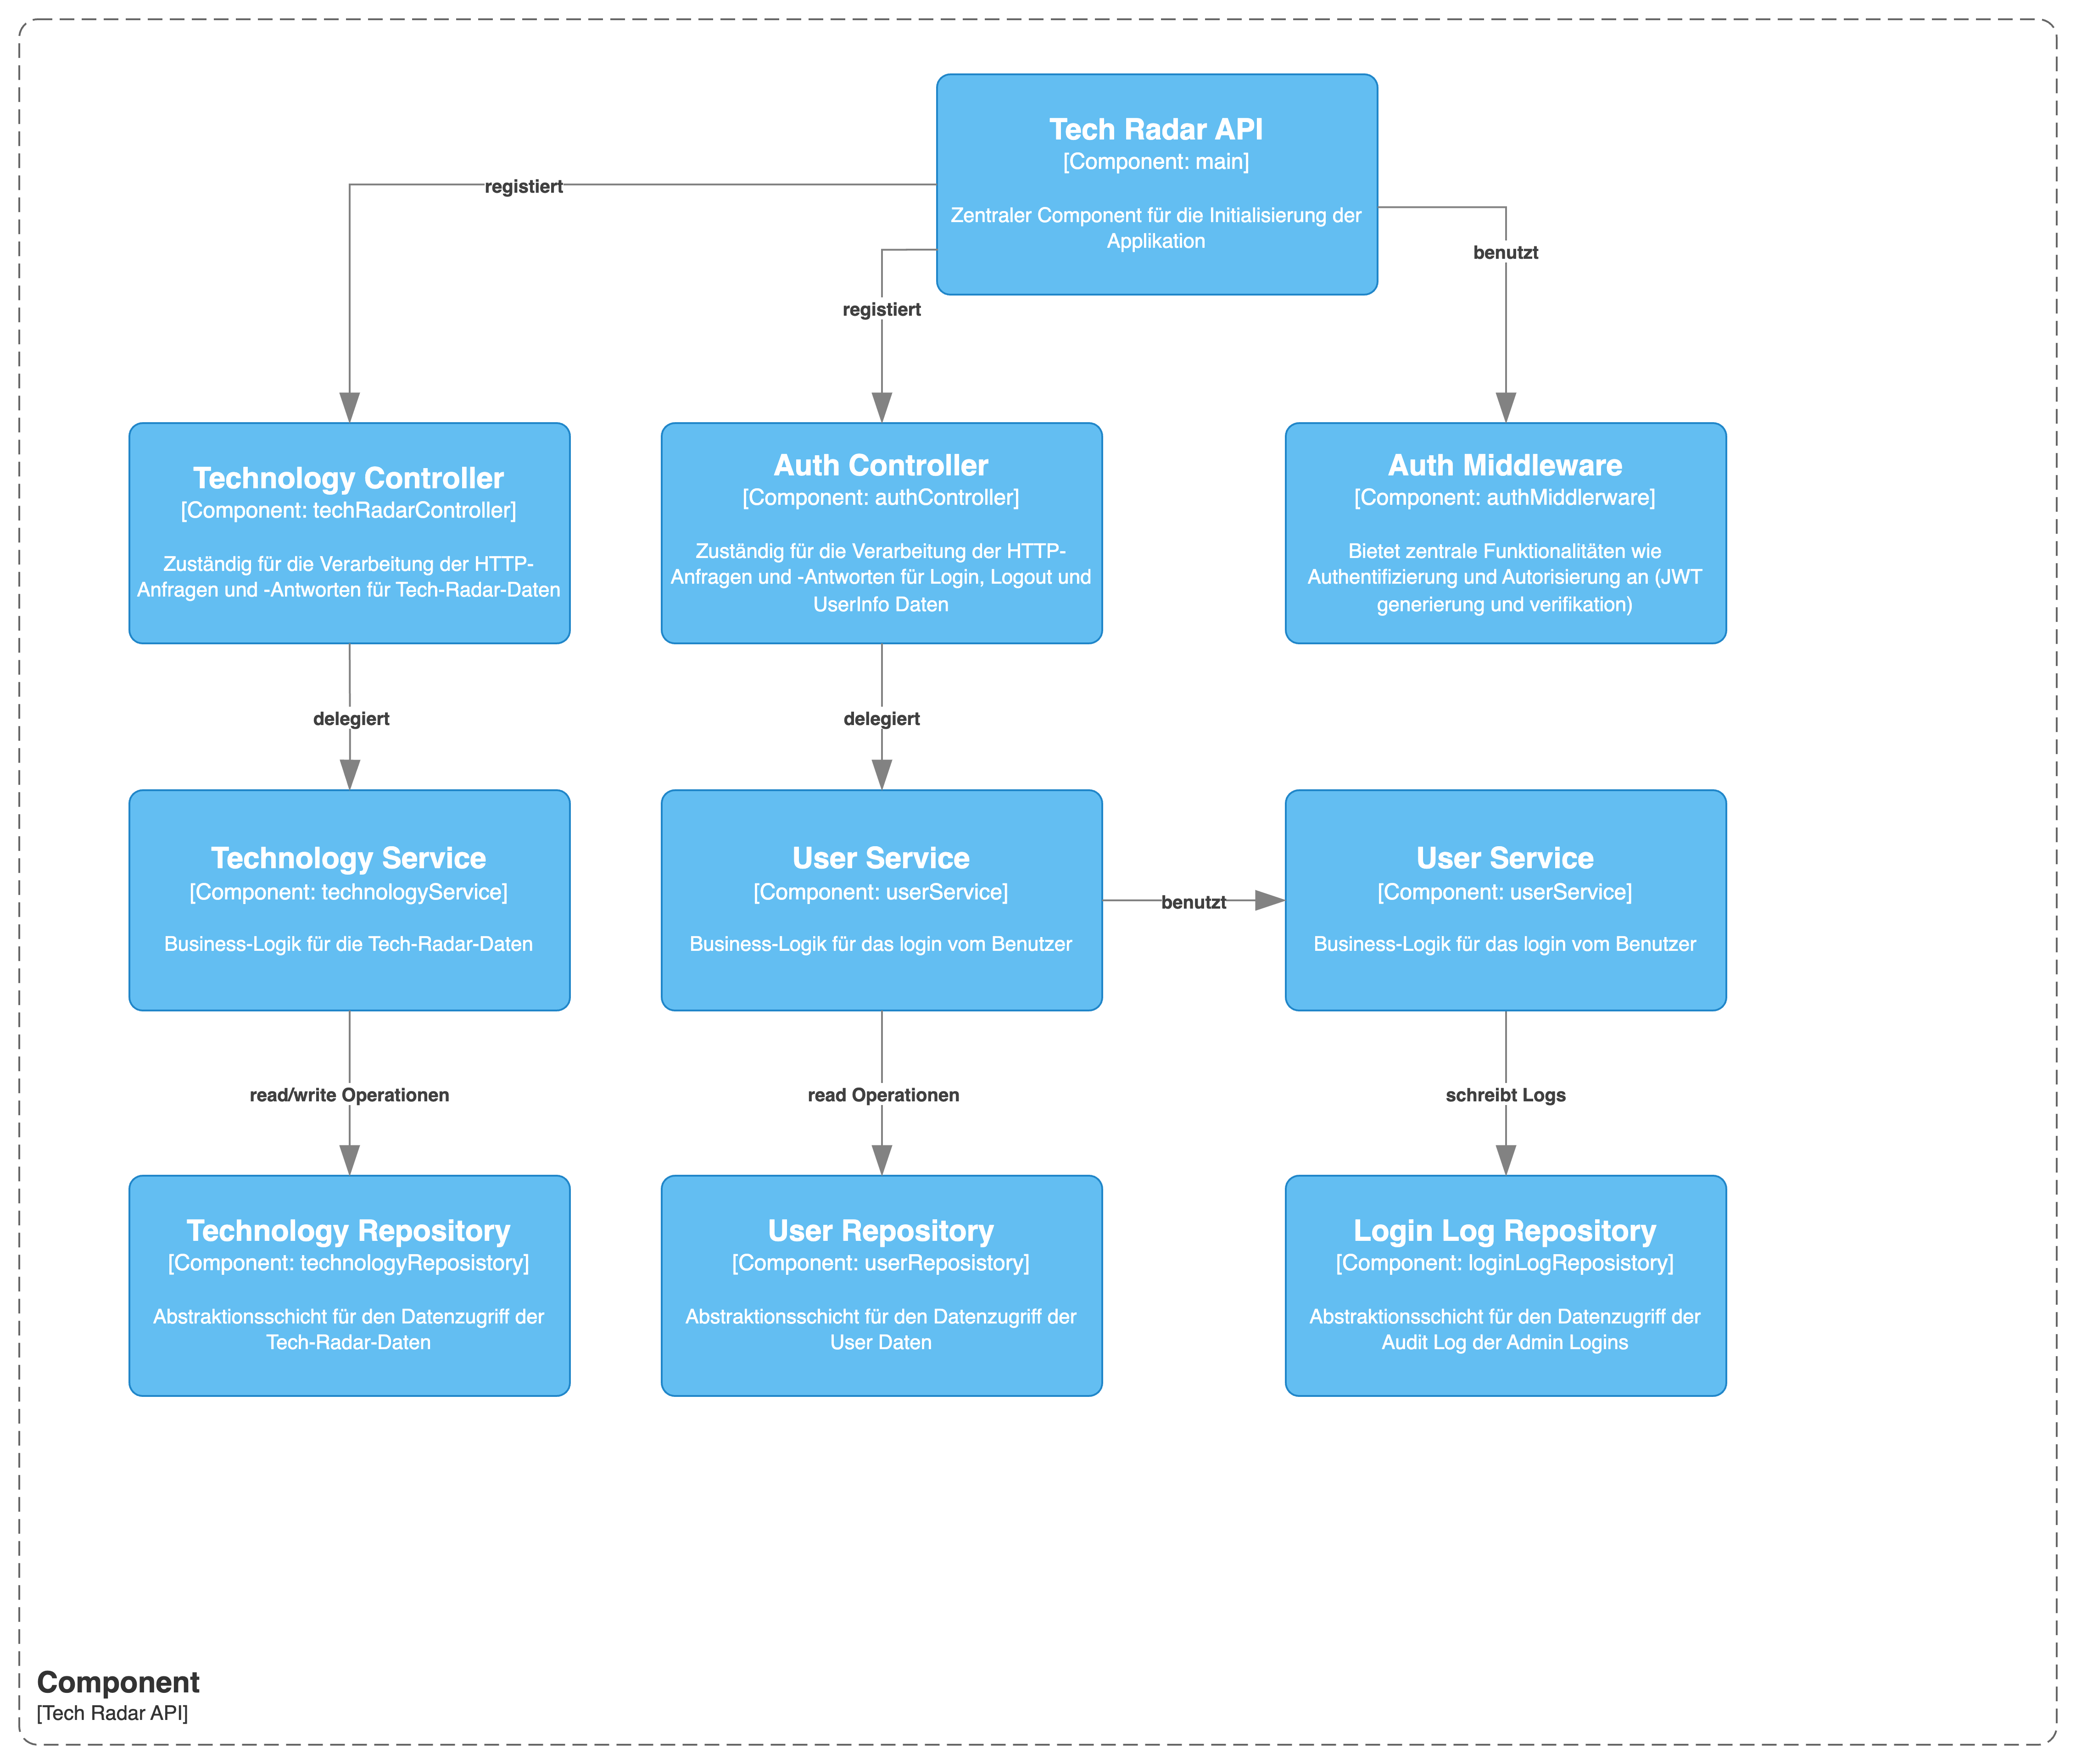 Tech Radar API
[Component: main]
Zentraler Component für die Initialisierung der
Applikation
registiert
registiert
benutzt
Technology Controller
[Component: techRadarController]
Zuständig für die Verarbeitung der HTTP-
Anfragen und -Antworten für Tech-Radar-Daten
Auth Controller
[Component: authController]
Zuständig für die Verarbeitung der HTTP-
Anfragen und -Antworten für Login, Logout und
UserInfo Daten
Auth Middleware
[Component: authMiddlerware]
Bietet zentrale Funktionalitäten wie
Authentifizierung und Autorisierung an (JWT
generierung und verifikation)
delegiert
delegiert
Technology Service
[Component: technologyService]
Business-Logik für die Tech-Radar-Daten
User Service
[Component: userService]
Business-Logik für das login vom Benutzer
benutzt
User Service
[Component: userService]
Business-Logik für das login vom Benutzer
read/write Operationen
read Operationen
schreibt Logs
Technology Repository
[Component: technologyReposistory]
Abstraktionsschicht für den Datenzugriff der
Tech-Radar-Daten
User Repository
[Component: userReposistory]
Abstraktionsschicht für den Datenzugriff der
User Daten
Login Log Repository
[Component: loginLogReposistory]
Abstraktionsschicht für den Datenzugriff der
Audit Log der Admin Logins
Component
[Tech Radar API]